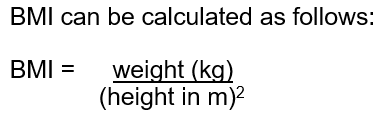 BMI can be calculated as follows:
BMI = weight (kg)
(height in m)²